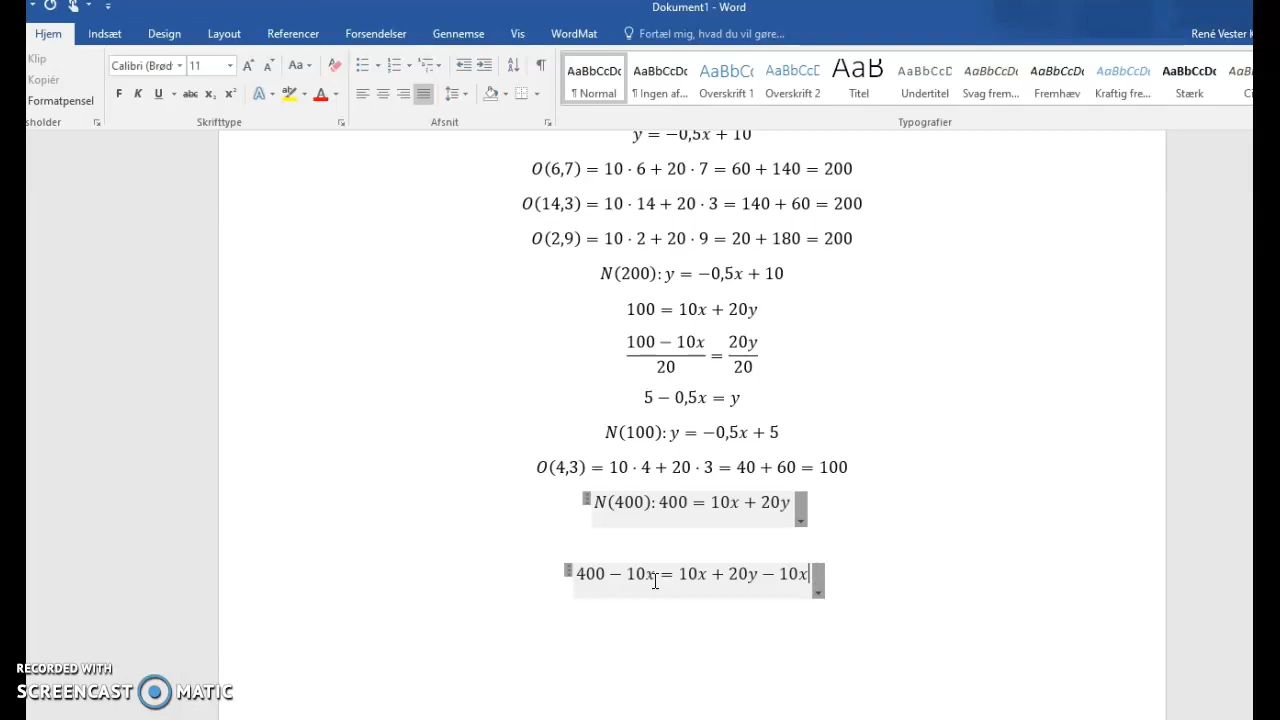 Dokument1 - Word
Hjem Indsæt Design Layout Referencer Forsendelser Gennemse Vis WordMat Fortæl mig, hvad du vil gøre... René Vester K
Klip
Kopiér
Formatpensel
sholder
Calibri (Brød 11
F K U abc x₂ x²
Skrifttype
Afsnit
AaBbCcDc AaBbCcDc AaBbCc AaBbCcC AaB AaBbCcD AaBbCcDc AaBbCcDc AaBbCcDc AaBbCcDc
¶ Normal ¶ Ingen af... Overskrift 1 Overskrift 2 Titel Undertitel Svag frem... Fremhæv Kraftig fre... Stærk
Typografier
y = −0,5x + 10
O(6,7) = 10 · 6 + 20 · 7 = 60 + 140 = 200
O(14,3) = 10 · 14 + 20 · 3 = 140 + 60 = 200
O(2,9) = 10 · 2 + 20 · 9 = 20 + 180 = 200
N(200): y = −0,5x + 10
100 = 10x + 20y
(100 − 10x)/20 = 20y/20
5 − 0,5x = y
N(100): y = −0,5x + 5
O(4,3) = 10 · 4 + 20 · 3 = 40 + 60 = 100
N(400): 400 = 10x + 20y
400 − 10x = 10x + 20y − 10x
RECORDED WITH
SCREENCAST MATIC